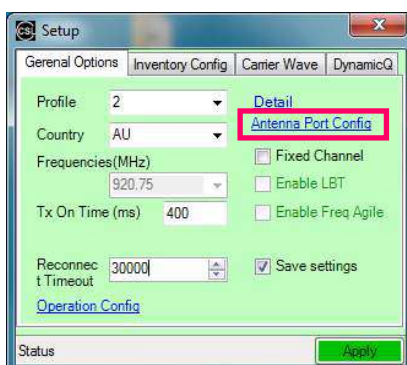 CSL Setup X
Gerenal Options Inventory Config Carrier Wave DynamicQ
Profile 2 Detail
Country AU Antenna Port Config
Frequencies(MHz) Fixed Channel
920.75 Enable LBT
Tx On Time (ms) 400 Enable Freq Agile
Reconnec
t Timeout 30000 Save settings
Operation Config
Status Apply